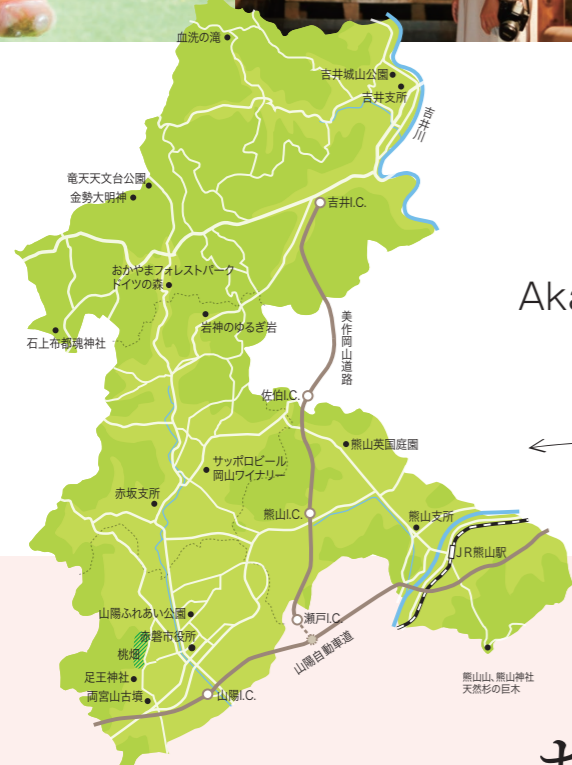 血洗の滝
吉井城山公園
吉井支所
吉井川
竜天天文台公園
金勢大明神
吉井I.C.
おかやまフォレストパーク
ドイツの森
Aka
岩神のゆるぎ岩
石上布都魂神社
美作岡山道路
佐伯I.C.
熊山英国庭園
サッポロビール
岡山ワイナリー
赤坂支所
熊山I.C.
熊山支所
JR熊山駅
山陽ふれあい公園
瀬戸I.C.
赤磐市役所
山陽自動車道
桃畑
足王神社
熊山山、熊山神社
天然杉の巨木
両宮山古墳
山陽I.C.